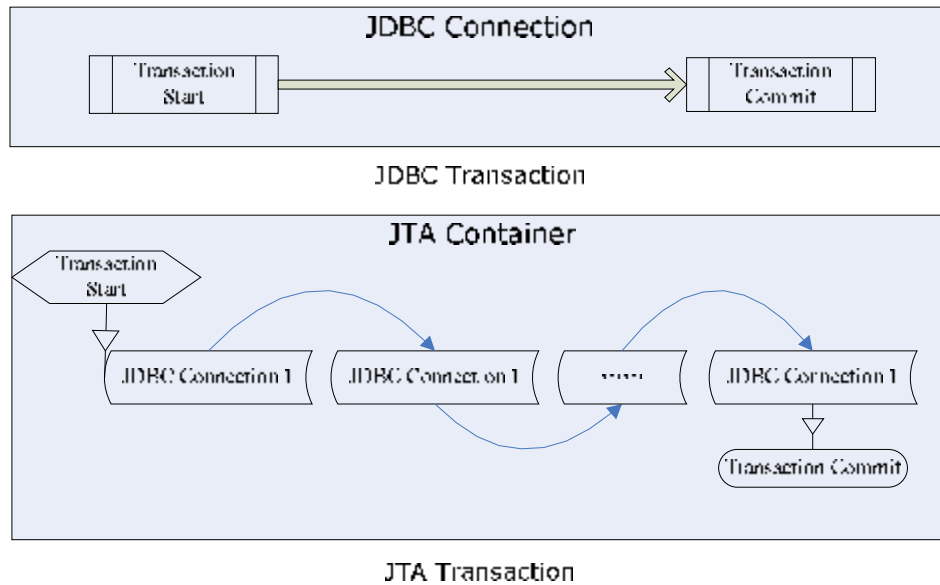 JDBC Connection
Transaction
Start
Transaction
Commit
JDBC Transaction
JTA Container
Transaction
Start
JDBC Connection 1
JDBC Connection 1
......
JDBC Connection 1
Transaction Commit
JTA Transaction